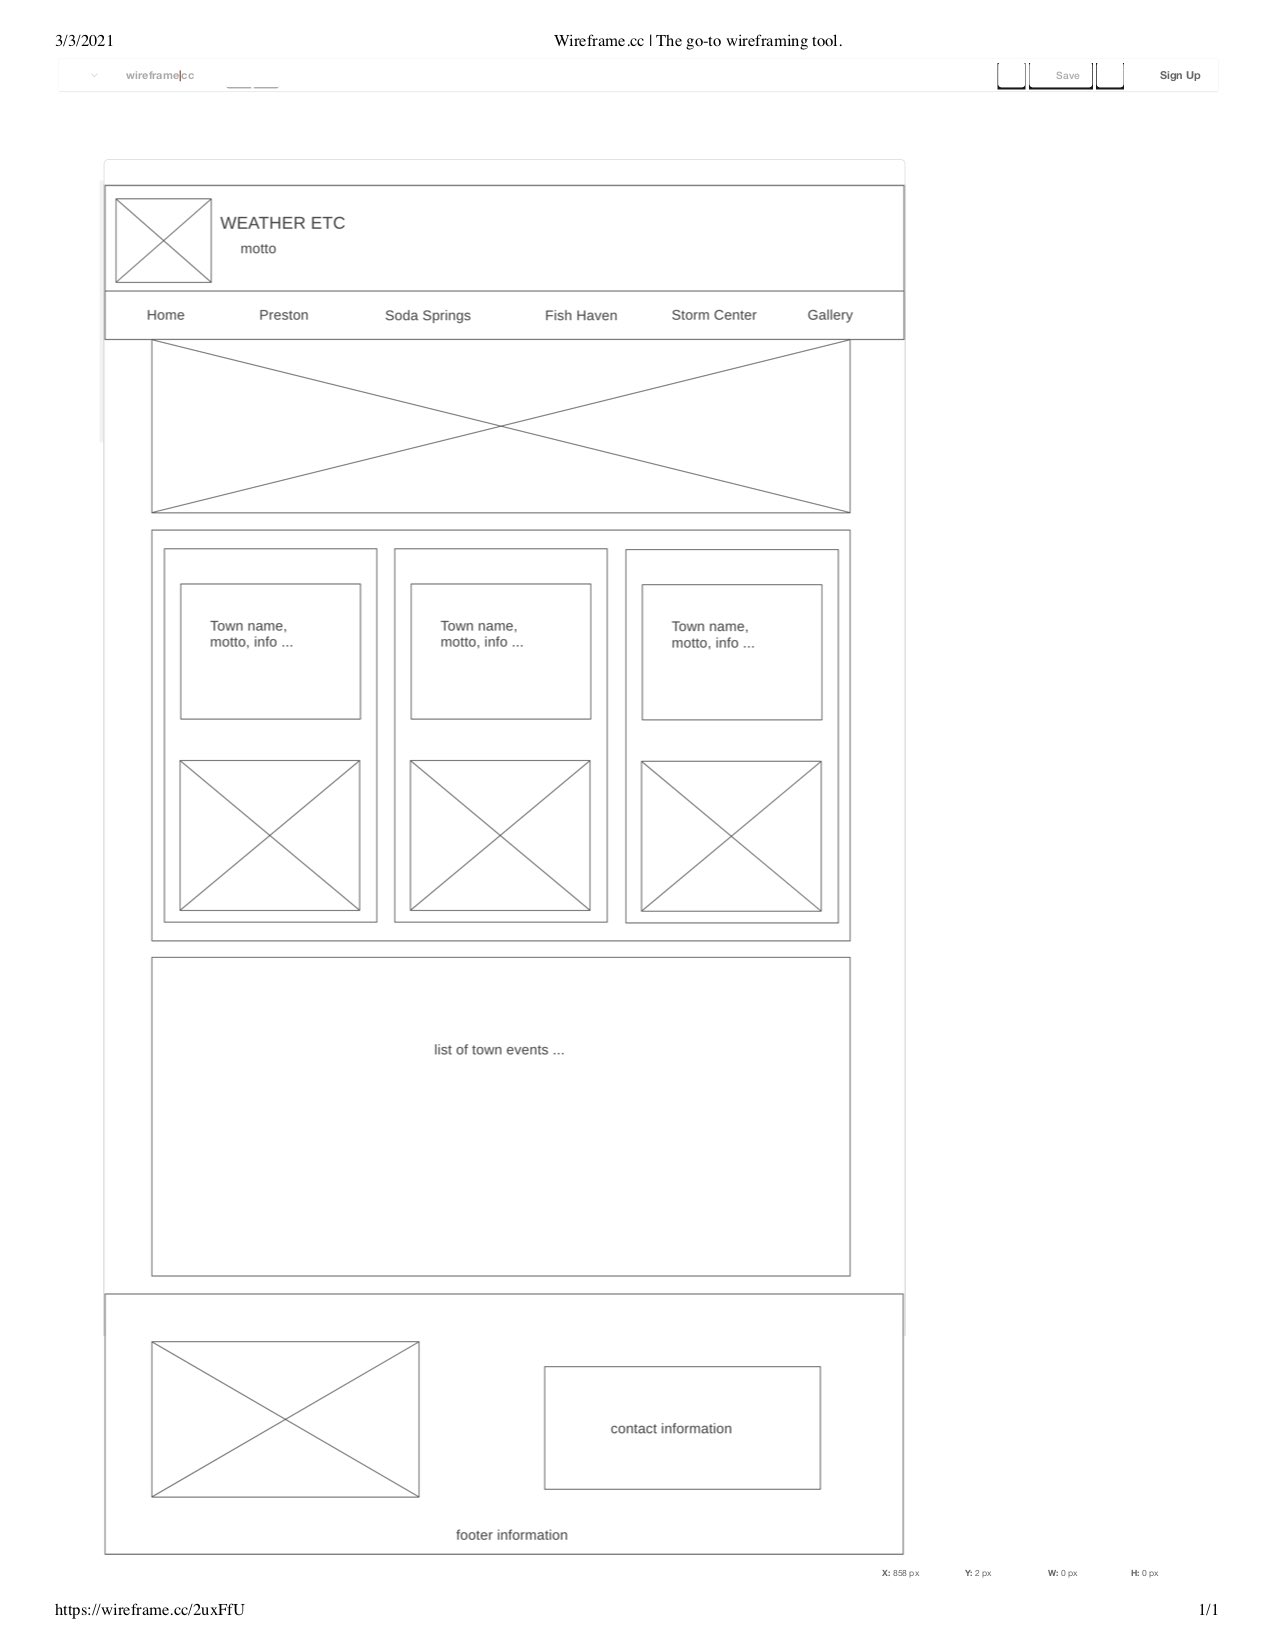 3/3/2021 Wireframe.cc | The go-to wireframing tool.
wireframe|cc Save Sign Up
WEATHER ETC
motto
Home Preston Soda Springs Fish Haven Storm Center Gallery
Town name, Town name, Town name,
motto, info ... motto, info ... motto, info ...
list of town events ...
contact information
footer information
X: 858 px Y: 2 px W: 0 px H: 0 px
https://wireframe.cc/2uxFfU 1/1